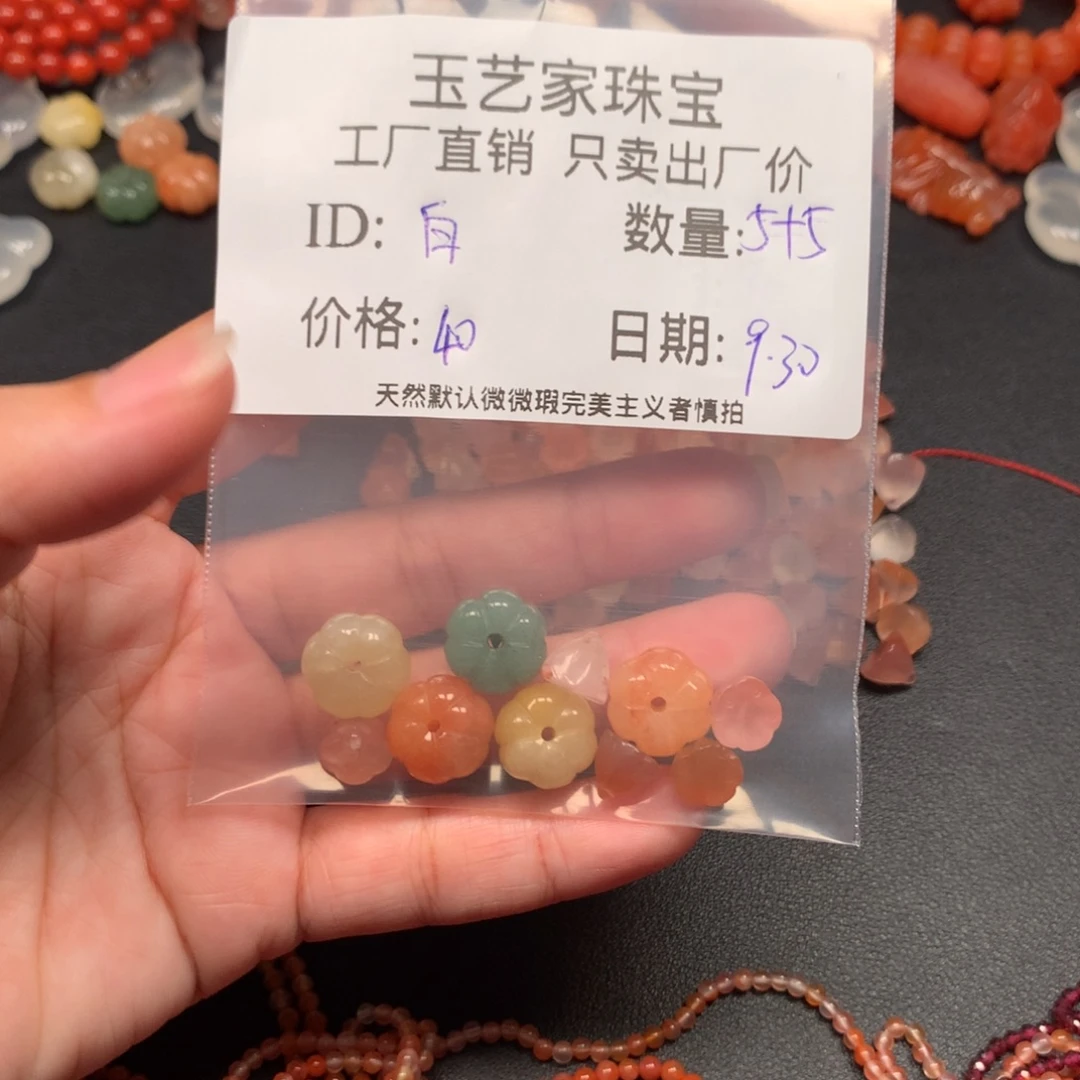 玉艺家珠宝
工厂直销 只卖出厂价
ID: 白 数量:5+5
价格:40 日期:9.30
天然默认微微瑕完美主义者慎拍